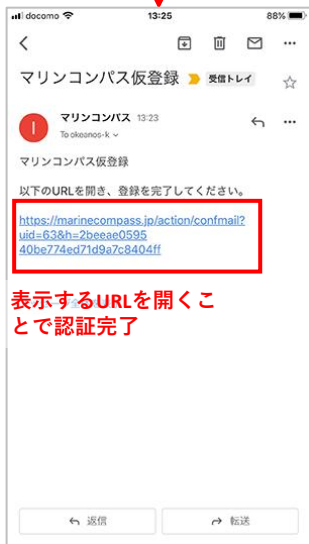 docomo 13:25 88%
マリンコンパス仮登録 受信トレイ
マリンコンパス 13:23
To okeanos-k
マリンコンパス仮登録
以下のURLを開き、登録を完了してください。
https://marinecompass.jp/action/confmail?
uid=63&h=2beeae0595
40be774ed71d9a7c8404ff
表示するURLを開くこ
とで認証完了
返信 転送